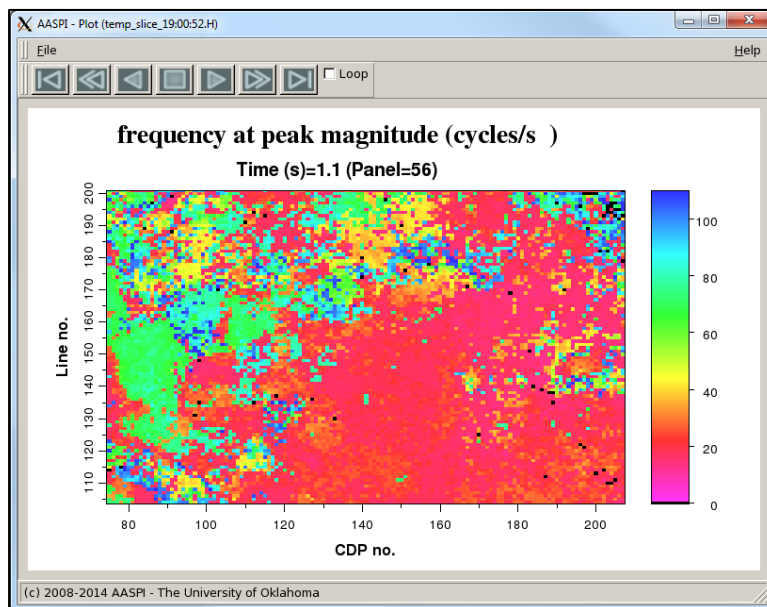 AASPI - Plot (temp_slice_19:00:52.H)
File Help
Loop
frequency at peak magnitude (cycles/s )
Time (s)=1.1 (Panel=56)
200
190
180
170
160
150
140
130
120
110
Line no.
80 100 120 140 160 180 200
CDP no.
100
80
60
40
20
0
(c) 2008-2014 AASPI - The University of Oklahoma